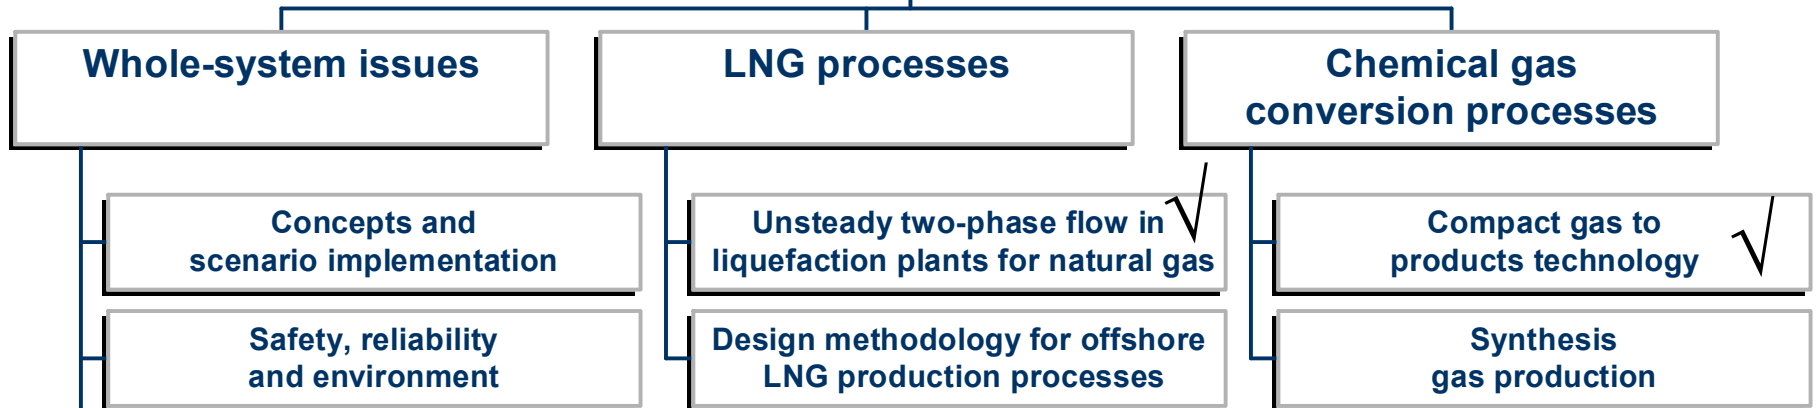 Whole-system issues
LNG processes
Chemical gas
conversion processes
Concepts and
scenario implementation
Unsteady two-phase flow in
liquefaction plants for natural gas
√
Compact gas to
products technology
√
Safety, reliability
and environment
Design methodology for offshore
LNG production processes
Synthesis
gas production